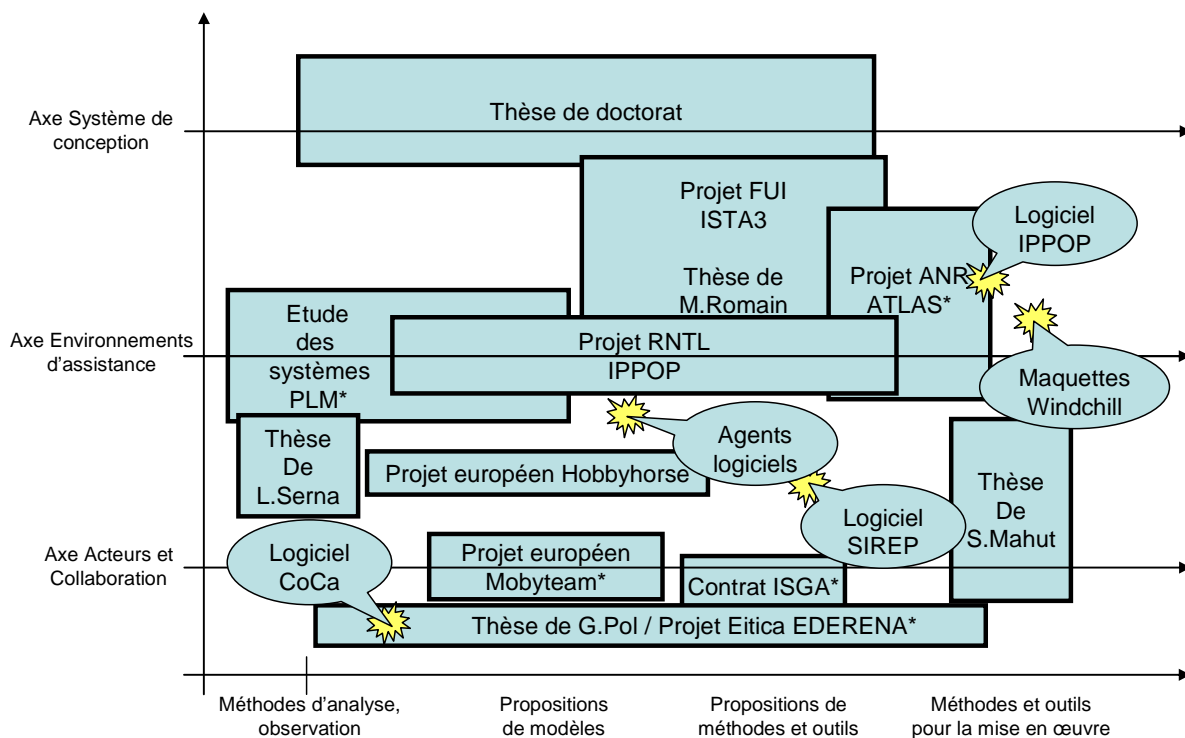 Axe Système de
conception
Thèse de doctorat
Projet FUI
ISTA3
Thèse de
M.Romain
Logiciel
IPPOP
Projet ANR
ATLAS*
Axe Environnements
d'assistance
Etude
des
systèmes
PLM*
Projet RNTL
IPPOP
Maquettes
Windchill
Thèse
De
L.Serna
Projet européen Hobbyhorse
Agents
logiciels
Logiciel
SIREP
Thèse
De
S.Mahut
Axe Acteurs et
Collaboration
Logiciel
CoCa
Projet européen
Mobyteam*
Contrat ISGA*
Thèse de G.Pol / Projet Eitica EDERENA*
Méthodes d'analyse,
observation
Propositions
de modèles
Propositions de
méthodes et outils
Méthodes et outils
pour la mise en œuvre